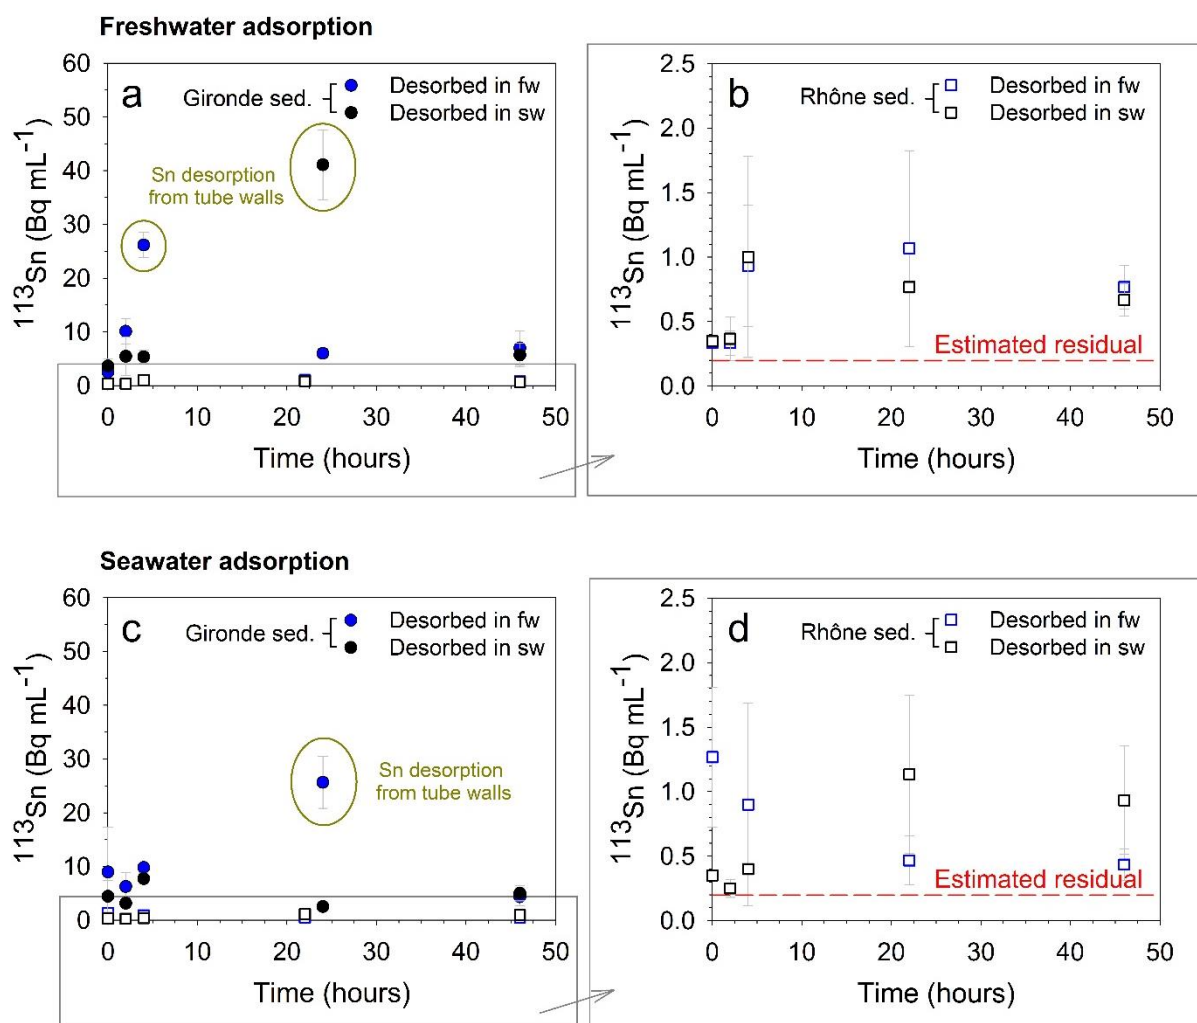 Freshwater adsorption
60
50
40
30
20
10
0
0
10
20
30
40
50
a
Gironde sed.
Desorbed in fw
Desorbed in sw
Sn desorption
from tube walls
113Sn (Bq mL-1)
Time (hours)
2.5
2.0
1.5
1.0
0.5
0.0
0
10
20
30
40
50
b
Rhône sed.
Desorbed in fw
Desorbed in sw
Estimated residual
113Sn (Bq mL-1)
Time (hours)
Seawater adsorption
60
50
40
30
20
10
0
0
10
20
30
40
50
c
Gironde sed.
Desorbed in fw
Desorbed in sw
Sn desorption
from tube walls
113Sn (Bq mL-1)
Time (hours)
2.5
2.0
1.5
1.0
0.5
0.0
0
10
20
30
40
50
d
Rhône sed.
Desorbed in fw
Desorbed in sw
Estimated residual
113Sn (Bq mL-1)
Time (hours)